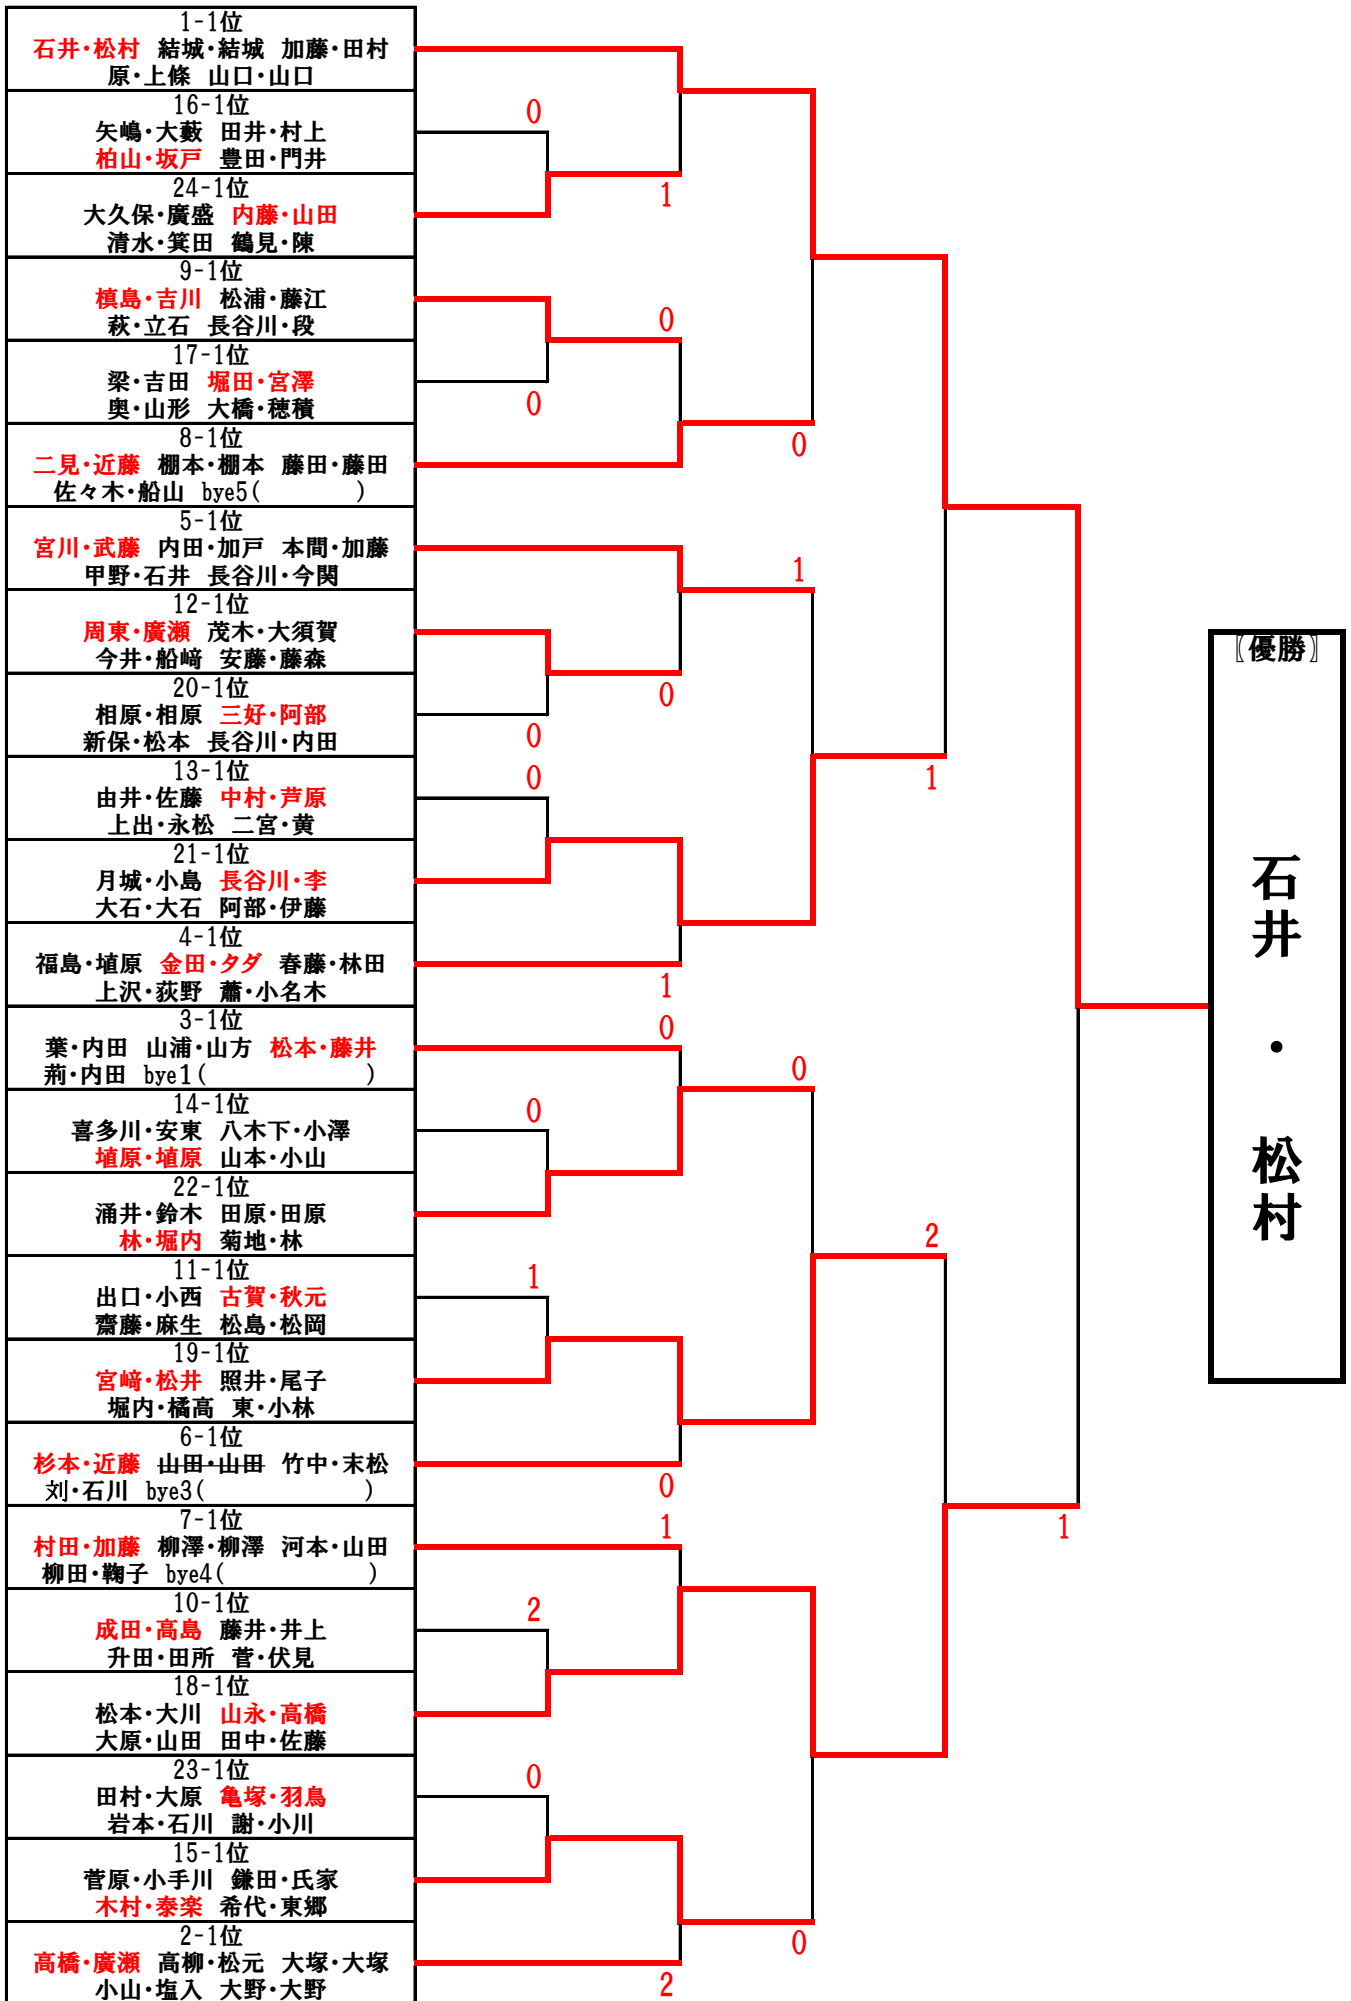 1-1位
石井・松村 結城・結城 加藤・田村
原・上條 山口・山口
16-1位
矢嶋・大藪 田井・村上
柏山・坂戸 豊田・門井
0
24-1位
大久保・廣盛 内藤・山田
清水・箕田 鶴見・陳
1
9-1位
槙島・吉川 松浦・藤江
萩・立石 長谷川・段
0
17-1位
梁・吉田 堀田・宮澤
奥・山形 大橋・穂積
0
8-1位
二見・近藤 棚本・棚本 藤田・藤田
佐々木・船山 bye5( )
0
5-1位
宮川・武藤 内田・加戸 本間・加藤
甲野・石井 長谷川・今関
1
12-1位
周東・廣瀬 茂木・大須賀
今井・船﨑 安藤・藤森
〖優勝〗
20-1位
相原・相原 三好・阿部
新保・松本 長谷川・内田
0
0
13-1位
由井・佐藤 中村・芦原
上出・永松 二宮・黄
0
1
21-1位
月城・小島 長谷川・李
大石・大石 阿部・伊藤
4-1位
福島・埴原 金田・タダ 春藤・林田
上沢・荻野 蕭・小名木
1
石井・松村
3-1位
葉・内田 山浦・山方 松本・藤井
荊・内田 bye1( )
0
0
14-1位
喜多川・安東 八木下・小澤
埴原・埴原 山本・小山
0
22-1位
涌井・鈴木 田原・田原
林・堀内 菊地・林
2
11-1位
出口・小西 古賀・秋元
齋藤・麻生 松島・松岡
1
19-1位
宮﨑・松井 照井・尾子
堀内・橘高 東・小林
6-1位
杉本・近藤 山田・山田 竹中・末松
刘・石川 bye3( )
0
7-1位
村田・加藤 柳澤・柳澤 河本・山田
柳田・鞠子 bye4( )
1
1
10-1位
成田・高島 藤井・井上
升田・田所 菅・伏見
2
18-1位
松本・大川 山永・高橋
大原・山田 田中・佐藤
23-1位
田村・大原 亀塚・羽鳥
岩本・石川 謝・小川
0
15-1位
菅原・小手川 鎌田・氏家
木村・泰楽 希代・東郷
2-1位
高橋・廣瀬 高柳・松元 大塚・大塚
小山・塩入 大野・大野
0
2